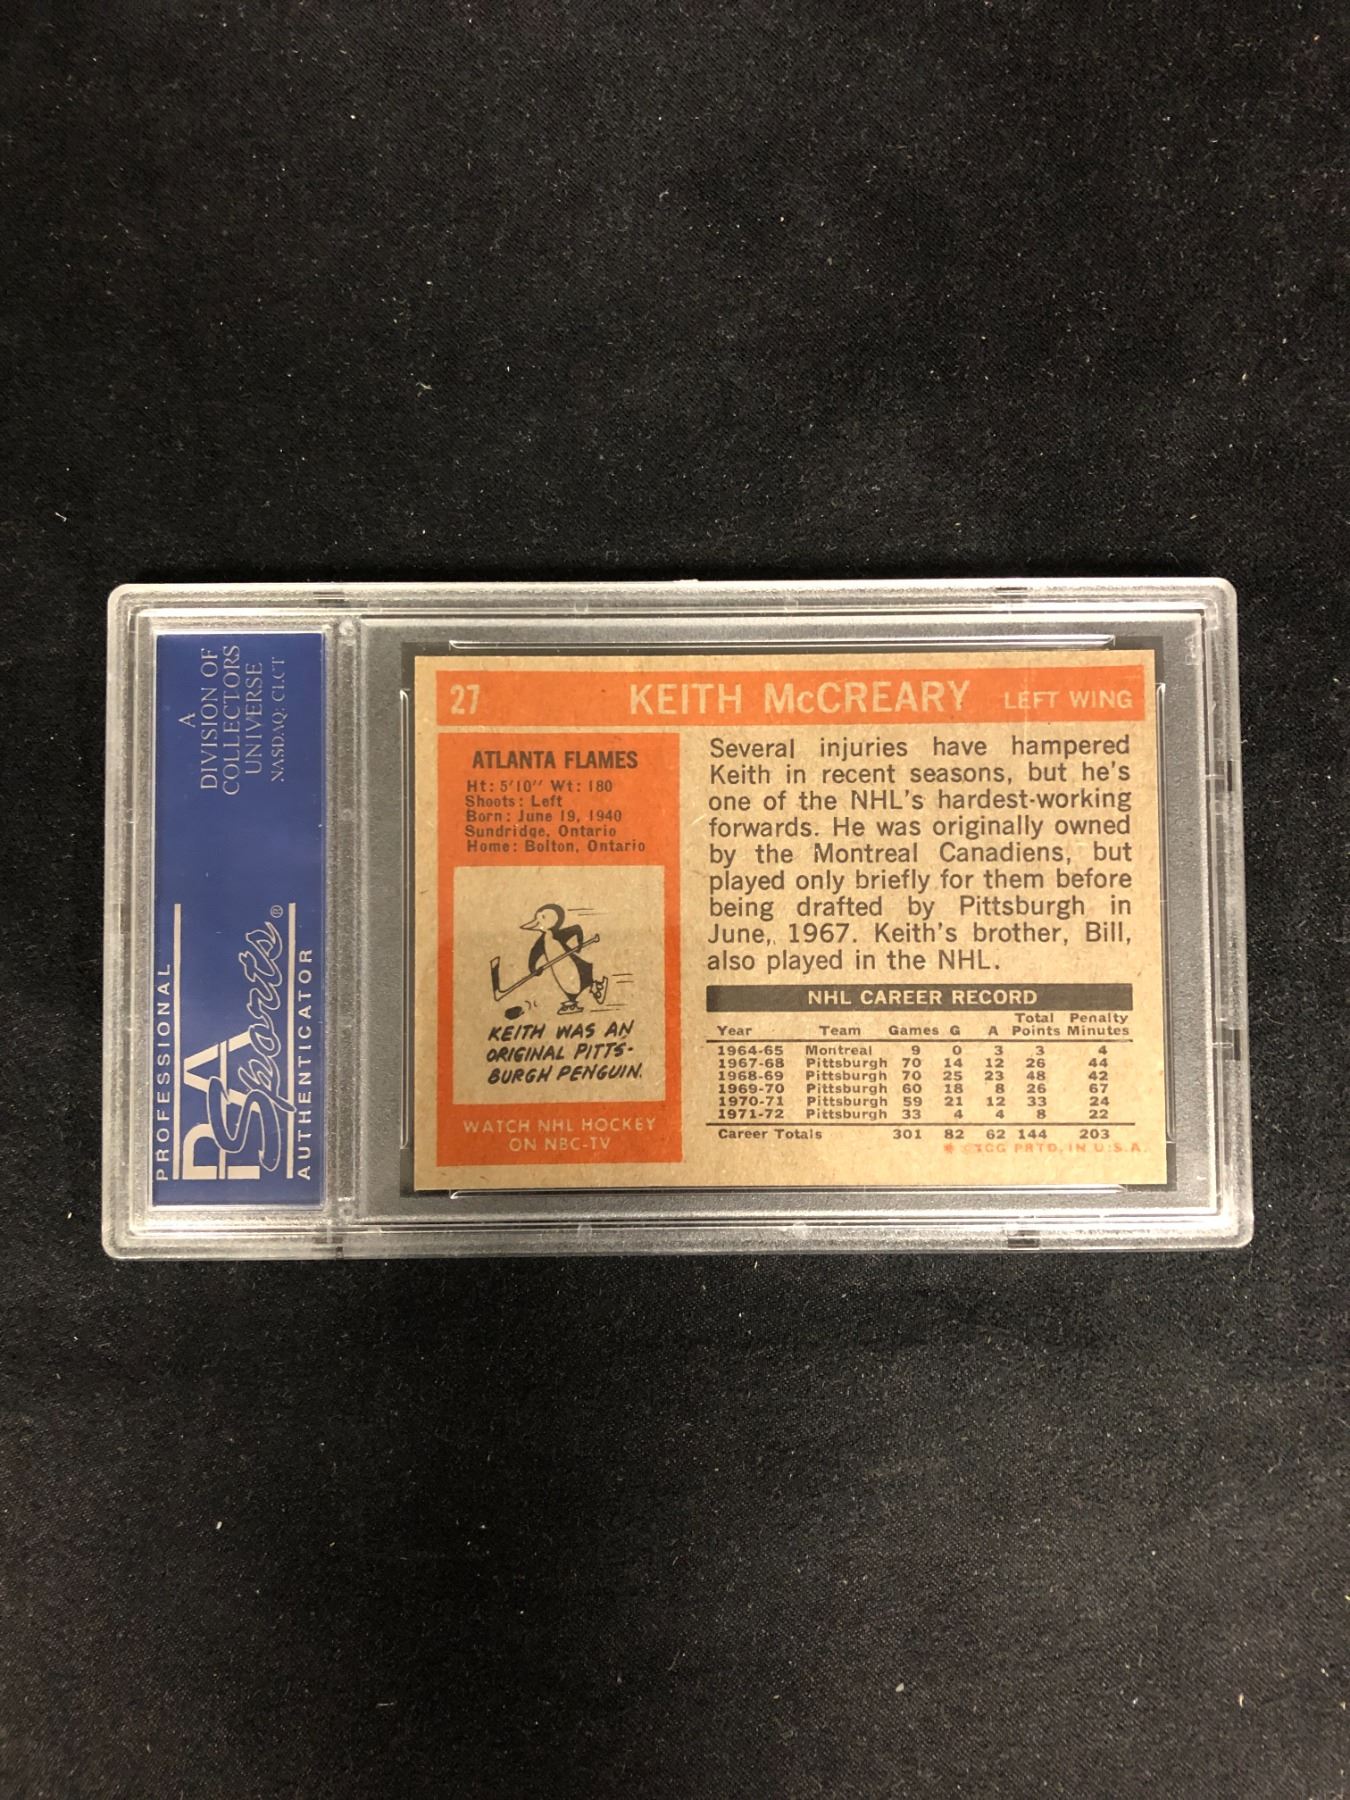 A
DIVISION OF
COLLECTORS
UNIVERSE
NASDAQ: CLCT
PROFESSIONAL
PSA
Sports®
AUTHENTICATOR
27 KEITH McCREARY LEFT WING
ATLANTA FLAMES
Ht: 5'10" Wt: 180
Shoots: Left
Born: June 19, 1940
Sundridge, Ontario
Home: Bolton, Ontario
KEITH WAS AN
ORIGINAL PITTS-
BURGH PENGUIN.
WATCH NHL HOCKEY
ON NBC-TV
Several injuries have hampered
Keith in recent seasons, but he's
one of the NHL's hardest-working
forwards. He was originally owned
by the Montreal Canadiens, but
played only briefly for them before
being drafted by Pittsburgh in
June, 1967. Keith's brother, Bill,
also played in the NHL.
NHL CAREER RECORD
Total Penalty
Year Team Games G A Points Minutes
1964-65 Montreal 9 0 3 3 4
1967-68 Pittsburgh 70 14 12 26 44
1968-69 Pittsburgh 70 25 23 48 42
1969-70 Pittsburgh 60 18 8 26 67
1970-71 Pittsburgh 59 21 12 33 24
1971-72 Pittsburgh 33 4 4 8 22
Career Totals 301 82 62 144 203
TCG PRTD. IN U.S.A.